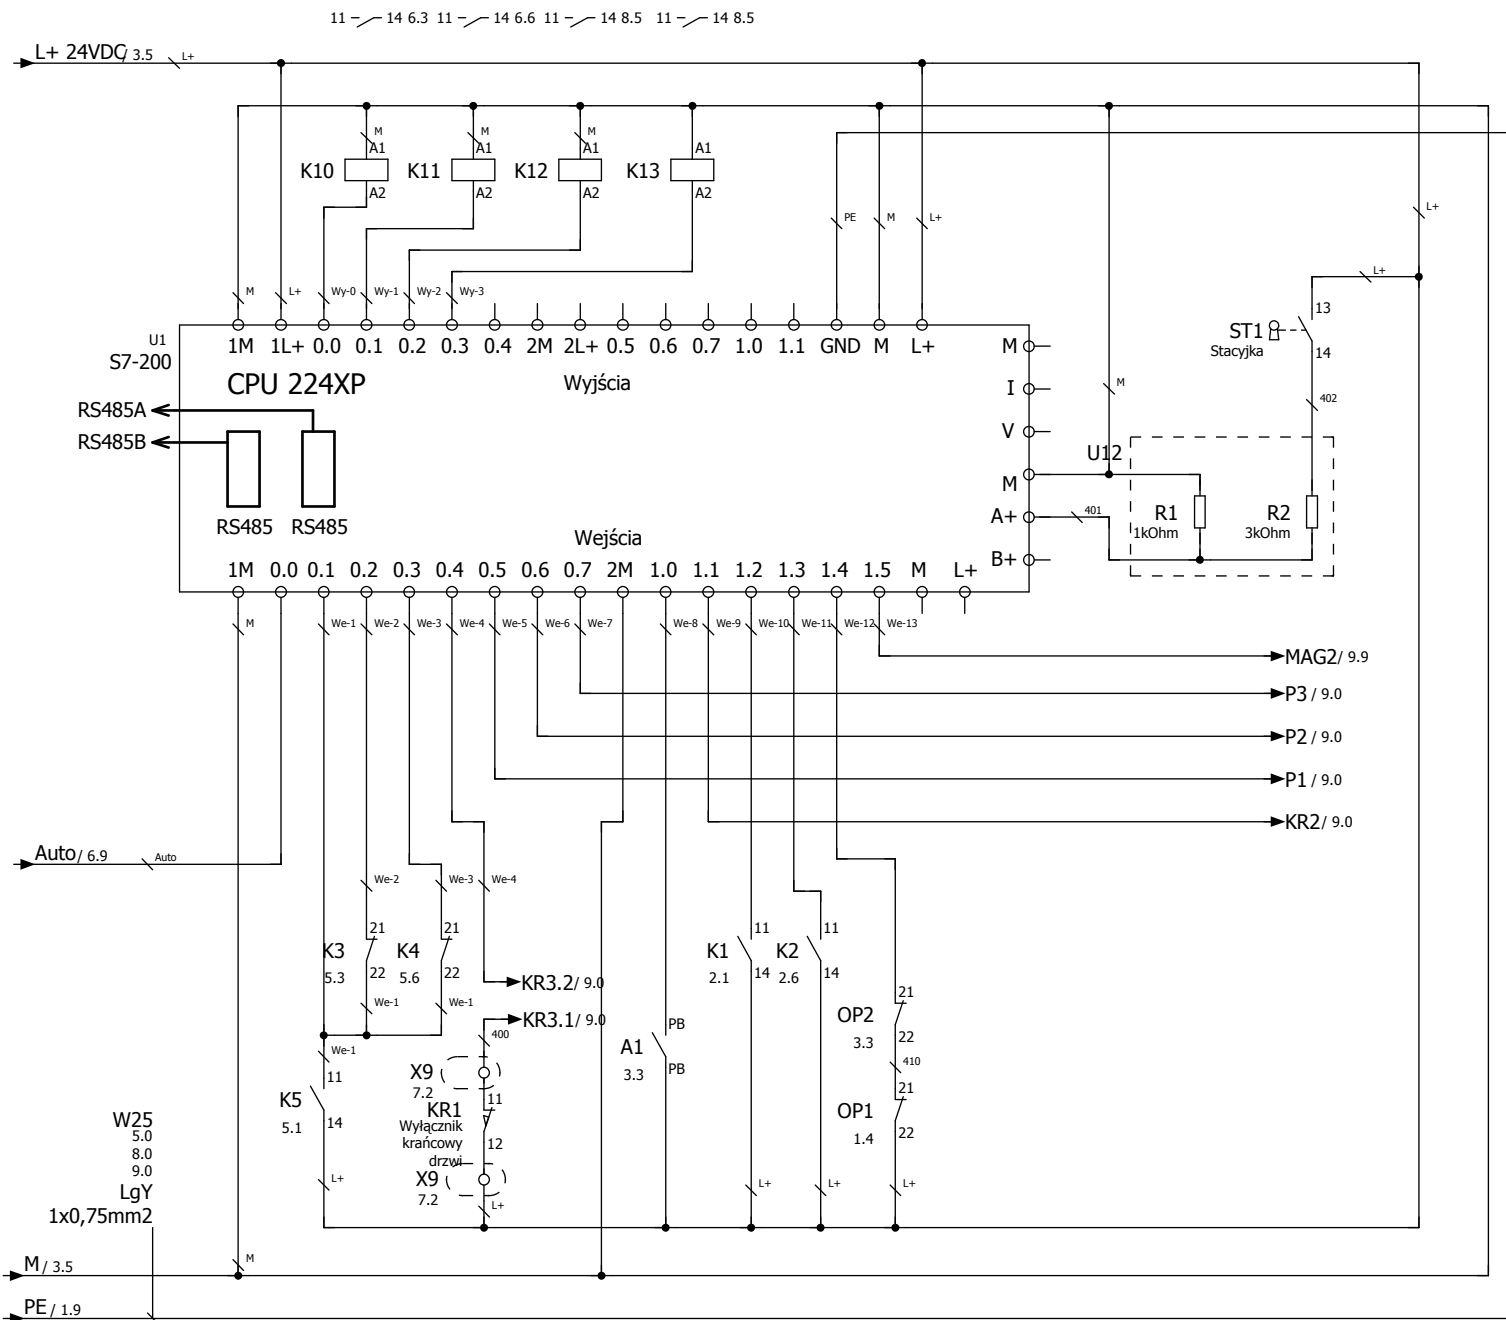 11 14 6.3 11 14 6.6 11 14 8.5 11 14 8.5
L+ 24VDC / 3.5 L+
M M M
A1 A1 A1 A1
K10 K11 K12 K13
A2 A2 A2 A2
PE M L+ L+
M L+ Wy-0 Wy-1 Wy-2 Wy-3
L+
U1
S7-200
1M 1L+ 0.0 0.1 0.2 0.3 0.4 2M 2L+ 0.5 0.6 0.7 1.0 1.1 GND M L+
CPU 224XP
Wyjścia
M
I
V
M
A+
B+
13
ST1
Stacyjka
14
402
M
U12
401
R1
1kOhm
R2
3kOhm
RS485A
RS485B
RS485 RS485
Wejścia
1M 0.0 0.1 0.2 0.3 0.4 0.5 0.6 0.7 2M 1.0 1.1 1.2 1.3 1.4 1.5 M L+
M We-1 We-2 We-3 We-4 We-5 We-6 We-7 We-8 We-9 We-10 We-11 We-12 We-13
MAG2 / 9.9
P3 / 9.0
P2 / 9.0
P1 / 9.0
KR2 / 9.0
Auto / 6.9 Auto
We-2 We-3 We-4
21 21
K3 K4
5.3 5.6
22 22
We-1 We-1
KR3.2 / 9.0
KR3.1 / 9.0
400
We-1
11
K5
5.1
14
L+
X9
7.2
KR1
11
Wyłącznik
krańcowy
drzwi
12
X9
7.2
L+
PB
A1
3.3
PB
11 11
K1 K2
2.1 2.6
14 14
L+ L+
21
OP2
3.3
22
410
21
OP1
1.4
22
L+
W25
5.0
8.0
9.0
LgY
1x0,75mm2
M / 3.5 M
PE / 1.9